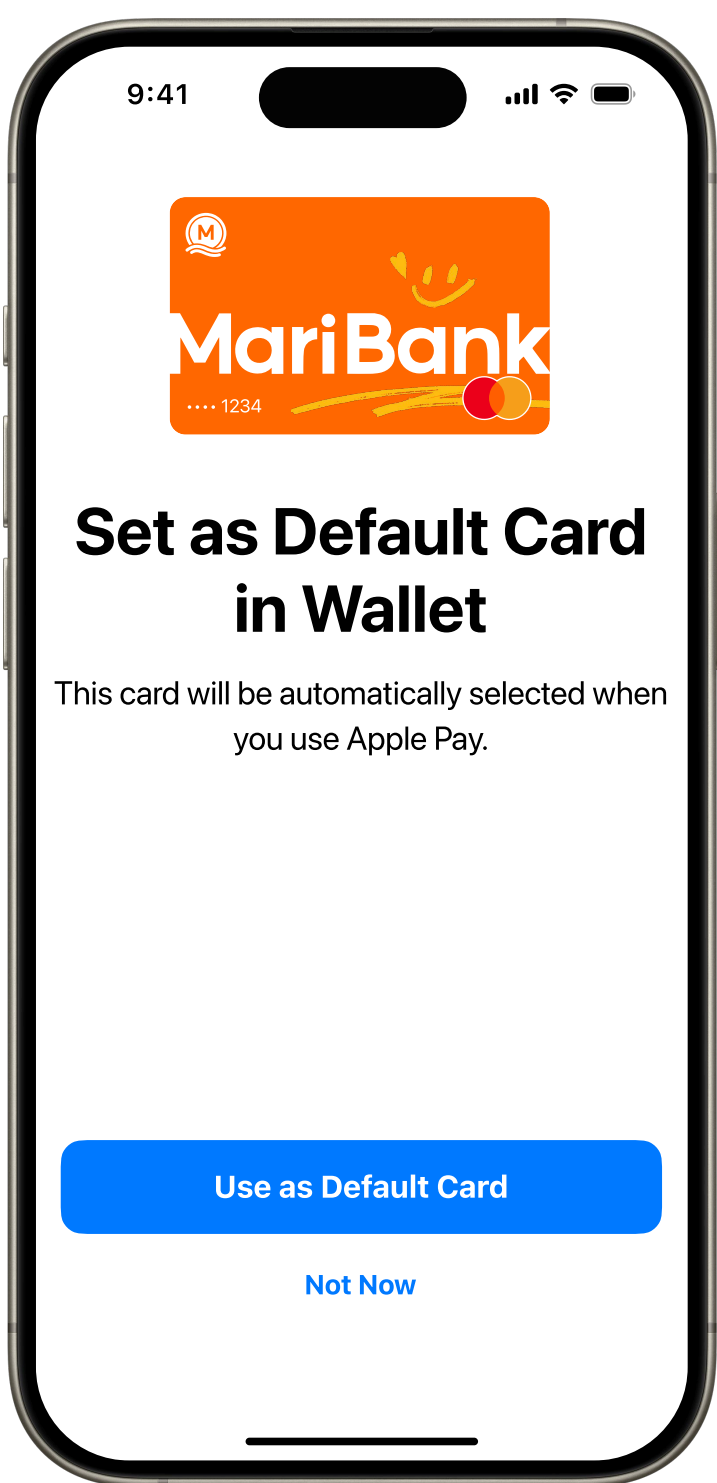 9:41
M
MariBank
•••• 1234
Set as Default Card
in Wallet
This card will be automatically selected when
you use Apple Pay.
Use as Default Card
Not Now